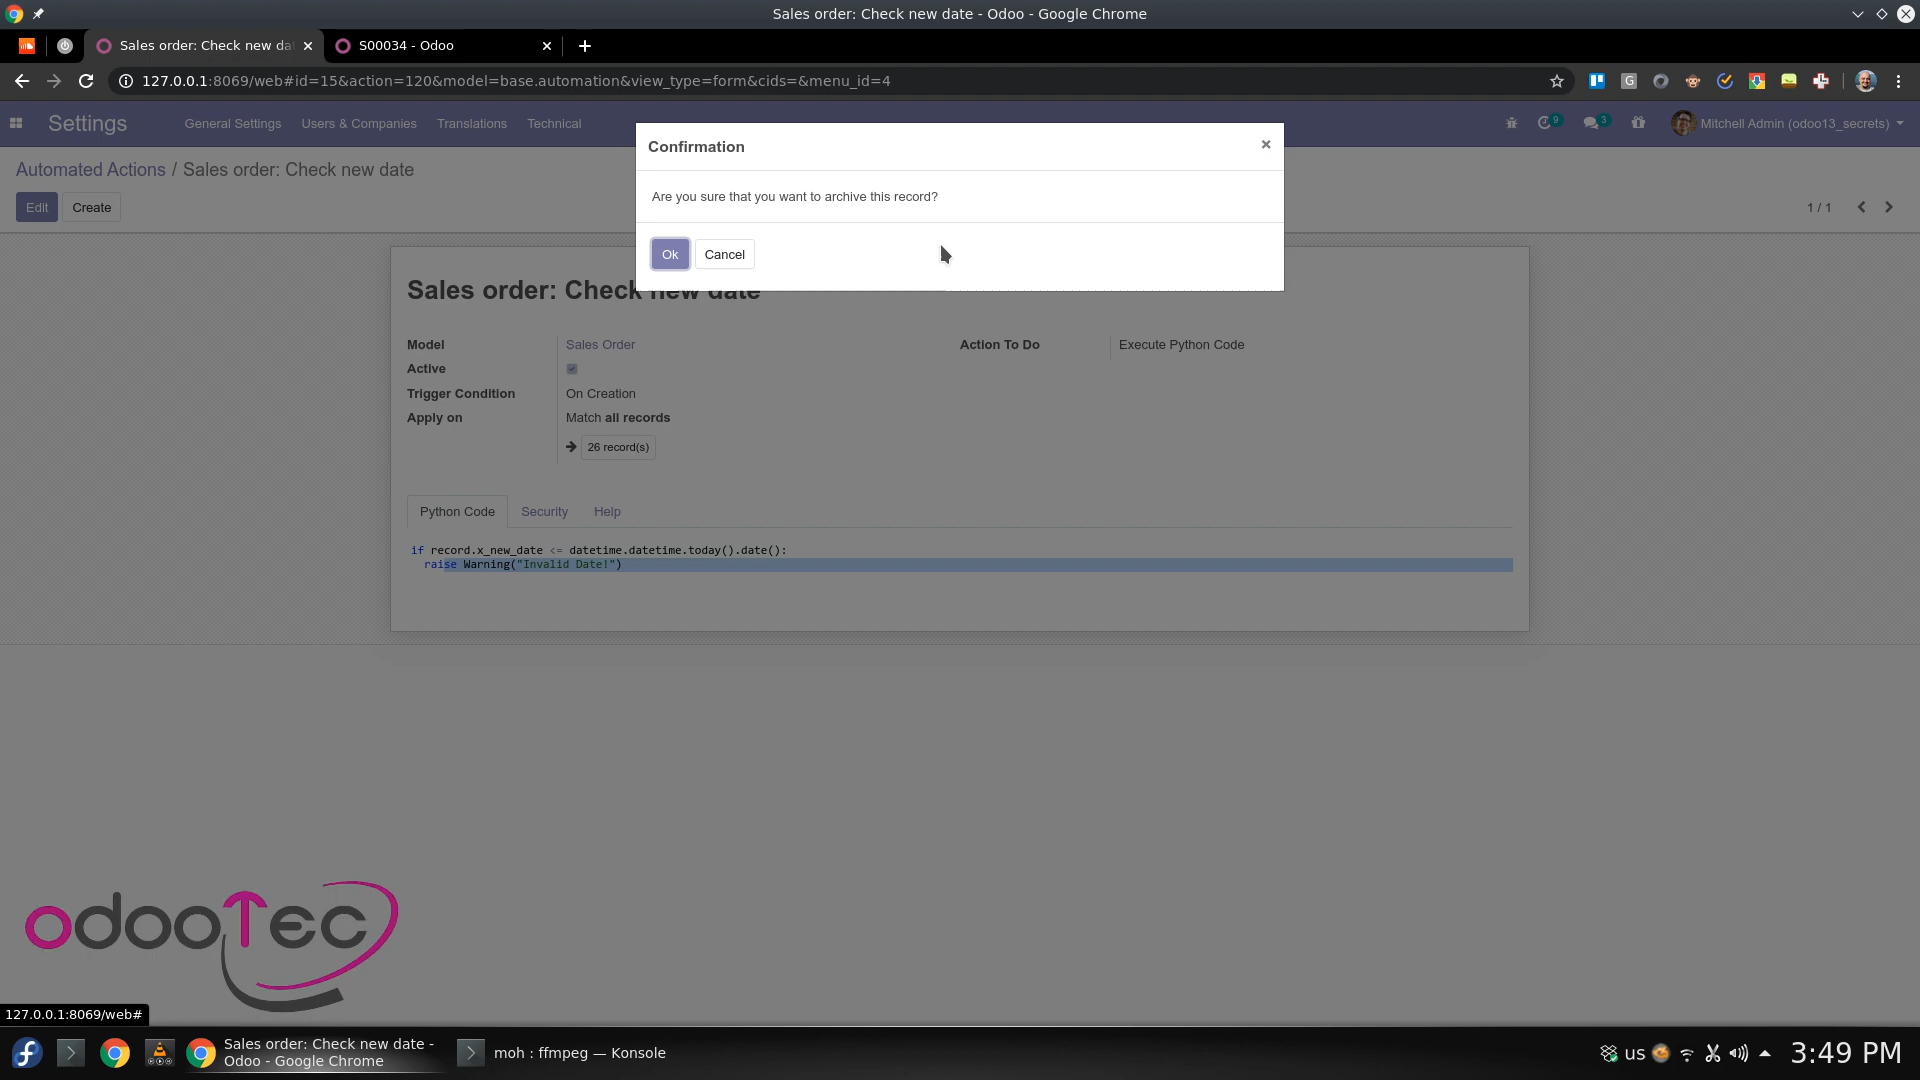 Sales order: Check new date - Odoo - Google Chrome
Sales order: Check new dat
S00034 - Odoo
127.0.0.1:8069/web#id=15&action=120&model=base.automation&view_type=form&cids=&menu_id=4
Settings
General Settings
Users & Companies
Translations
Technical
9
3
Mitchell Admin (odoo13_secrets)
Confirmation
×
Automated Actions / Sales order: Check new date
Are you sure that you want to archive this record?
Edit
Create
1 / 1
Ok
Cancel
Sales order: Check new date
Model
Sales Order
Action To Do
Execute Python Code
Active
Trigger Condition
On Creation
Apply on
Match all records
26 record(s)
Python Code
Security
Help
if record.x_new_date <= datetime.datetime.today().date():
raise Warning("Invalid Date!")
odooTec
127.0.0.1:8069/web#
Sales order: Check new date -
Odoo - Google Chrome
moh : ffmpeg — Konsole
us
3:49 PM